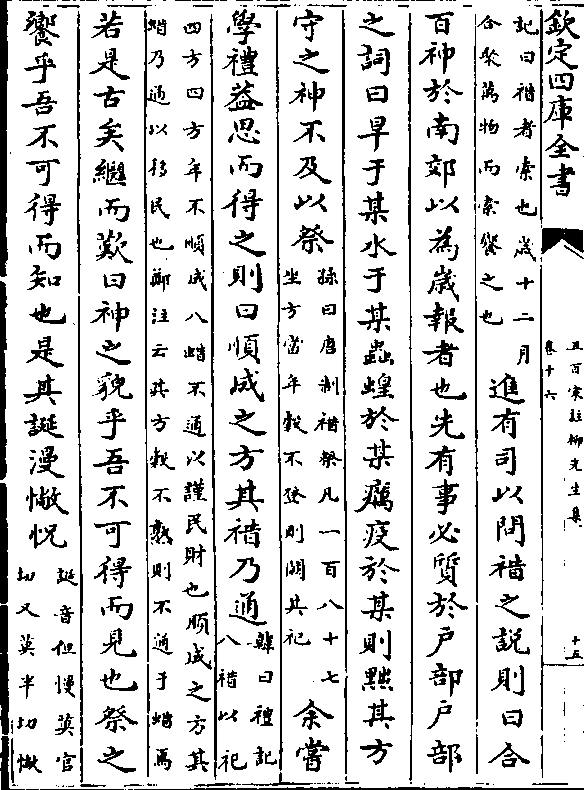 欽定四庫全書
五百家註柳先生集
卷十六
十五
記曰禇者索也歲十二月
合聚萬物而索饗之也
進有司以問禇之説則曰合
百神於南郊以為歲報者也先有事必質於戶部戶部
之詞曰旱于某水于某蟲蝗於某癘疫於某則黜其方
守之神不及以祭
孫曰唐制禇祭凡一百八十七
坐方當年穀不登則闕其祀
余嘗
學禮葢思而得之則曰順成之方其禇乃通
韓曰禮記
八禇以祀
四方四方年不順成八蜡不通以謹民財也順成之方其
蜡乃通以移民也鄭注云其方穀不熟則不通于蜡焉
若是古矣繼而歎曰神之貌乎吾不可得而見也祭之
饗乎吾不可得而知也是其誕漫惝怳
誕音但慢莫官
切又莫半切惝